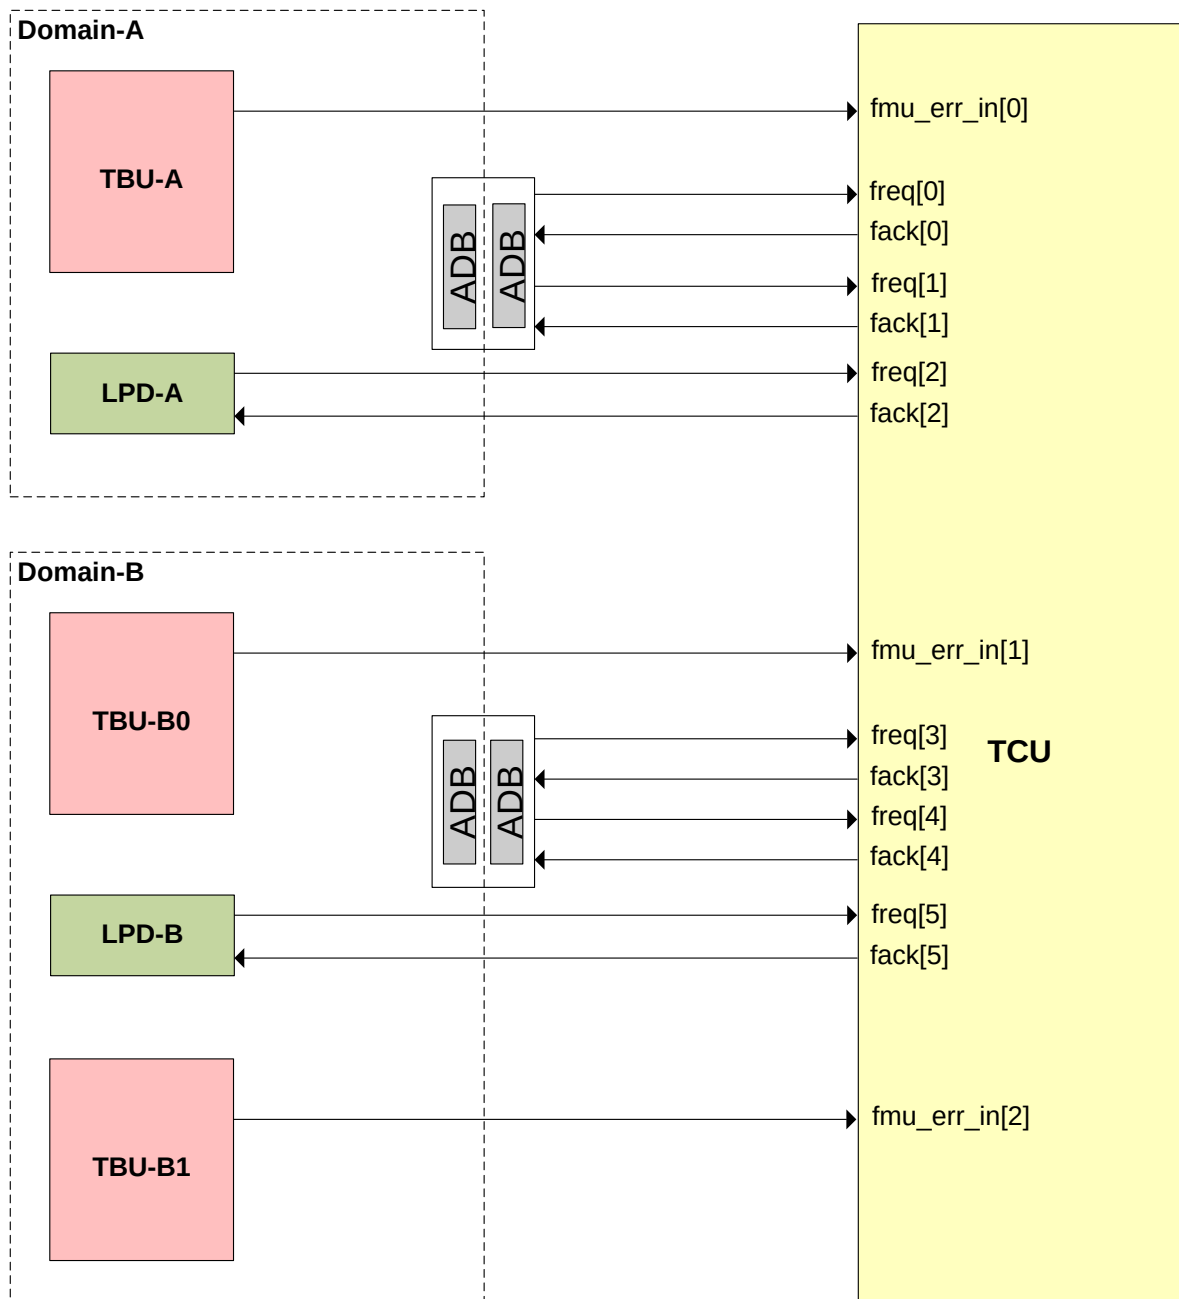 Domain-A
TBU-A
fmu_err_in[0]
ADB
ADB
freq[0]
fack[0]
freq[1]
fack[1]
LPD-A
freq[2]
fack[2]
Domain-B
TBU-B0
fmu_err_in[1]
ADB
ADB
freq[3]
TCU
fack[3]
freq[4]
fack[4]
LPD-B
freq[5]
fack[5]
TBU-B1
fmu_err_in[2]